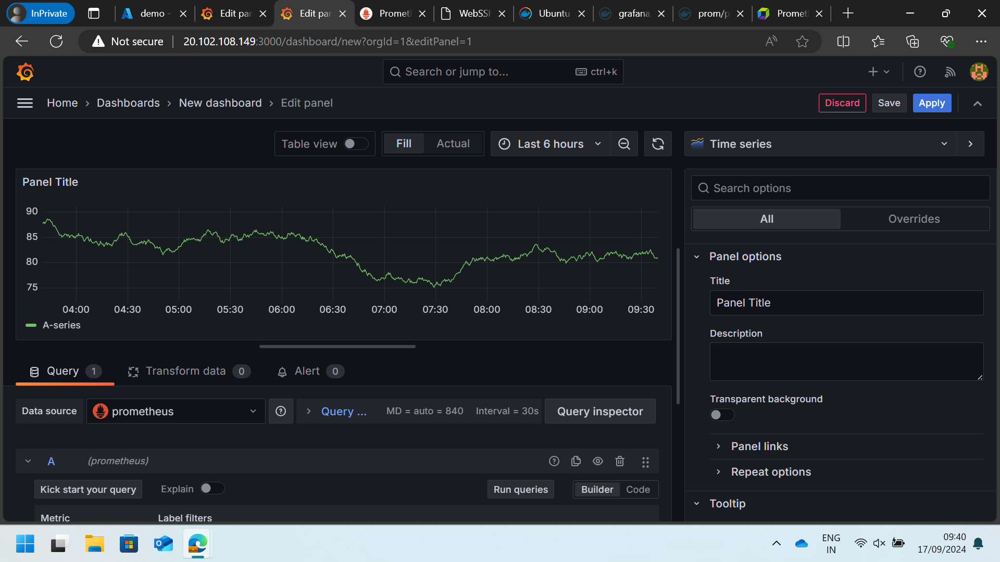 InPrivate
demo -
Edit pan
Edit pan
Prometh
WebSSH
Ubuntu
grafana
prom/p
Prometh
Not secure
20.102.108.149:3000/dashboard/new?orgId=1&editPanel=1
Search or jump to...
ctrl+k
Home › Dashboards › New dashboard › Edit panel
Discard
Save
Apply
Table view
Fill
Actual
Last 6 hours
Time series
Panel Title
90
85
80
75
04:00 04:30 05:00 05:30 06:00 06:30 07:00 07:30 08:00 08:30 09:00 09:30
A-series
Search options
All
Overrides
Panel options
Title
Panel Title
Description
Transparent background
Panel links
Repeat options
Tooltip
Query 1
Transform data 0
Alert 0
Data source
prometheus
Query ...
MD = auto = 840
Interval = 30s
Query inspector
A
(prometheus)
Kick start your query
Explain
Run queries
Builder
Code
Metric
Label filters
ENG
IN
09:40
17/09/2024